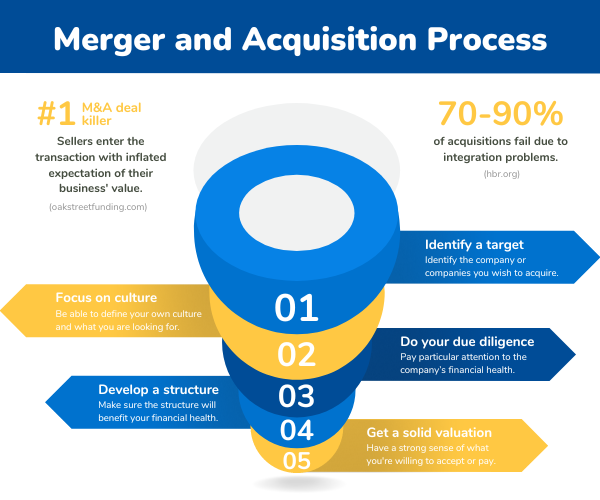 Merger and Acquisition Process
#1 M&A deal
killer
Sellers enter the
transaction with inflated
expectation of their
business' value.
(oakstreetfunding.com)
70-90%
of acquisitions fail due to
integration problems.
(hbr.org)
Identify a target
Identify the company or
companies you wish to acquire.
01
Focus on culture
Be able to define your own culture
and what you are looking for.
02
Do your due diligence
Pay particular attention to the
company's financial health.
03
Develop a structure
Make sure the structure will
benefit your financial health.
04
Get a solid valuation
Have a strong sense of what
you're willing to accept or pay.
05